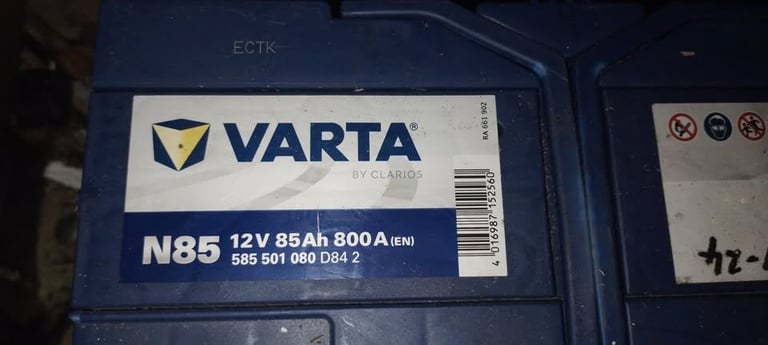 ECTK
VARTA®
BY CLARIOS
RA 661 902
N85 12V 85Ah 800A (EN)
585 501 080 D84 2
4 016987 152560
-24